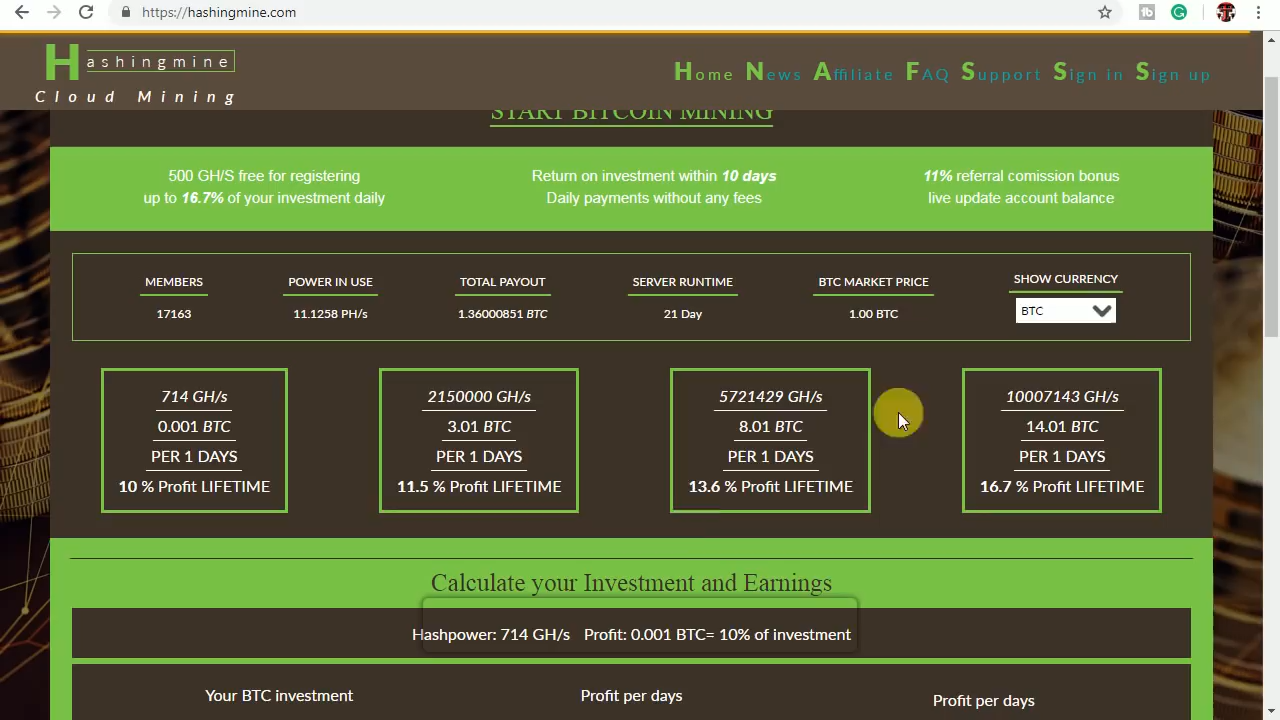 https://hashingmine.com
Hashingmine
Cloud Mining
Home News Affiliate FAQ Support Sign in Sign up
START BITCOIN MINING
500 GH/S free for registering
up to 16.7% of your investment daily
Return on investment within 10 days
Daily payments without any fees
11% referral comission bonus
live update account balance
MEMBERS
17163
POWER IN USE
11.1258 PH/s
TOTAL PAYOUT
1.36000851 BTC
SERVER RUNTIME
21 Day
BTC MARKET PRICE
1.00 BTC
SHOW CURRENCY
BTC
714 GH/s
0.001 BTC
PER 1 DAYS
10 % Profit LIFETIME
2150000 GH/s
3.01 BTC
PER 1 DAYS
11.5 % Profit LIFETIME
5721429 GH/s
8.01 BTC
PER 1 DAYS
13.6 % Profit LIFETIME
10007143 GH/s
14.01 BTC
PER 1 DAYS
16.7 % Profit LIFETIME
Calculate your Investment and Earnings
Hashpower: 714 GH/s Profit: 0.001 BTC= 10% of investment
Your BTC investment
Profit per days
Profit per days